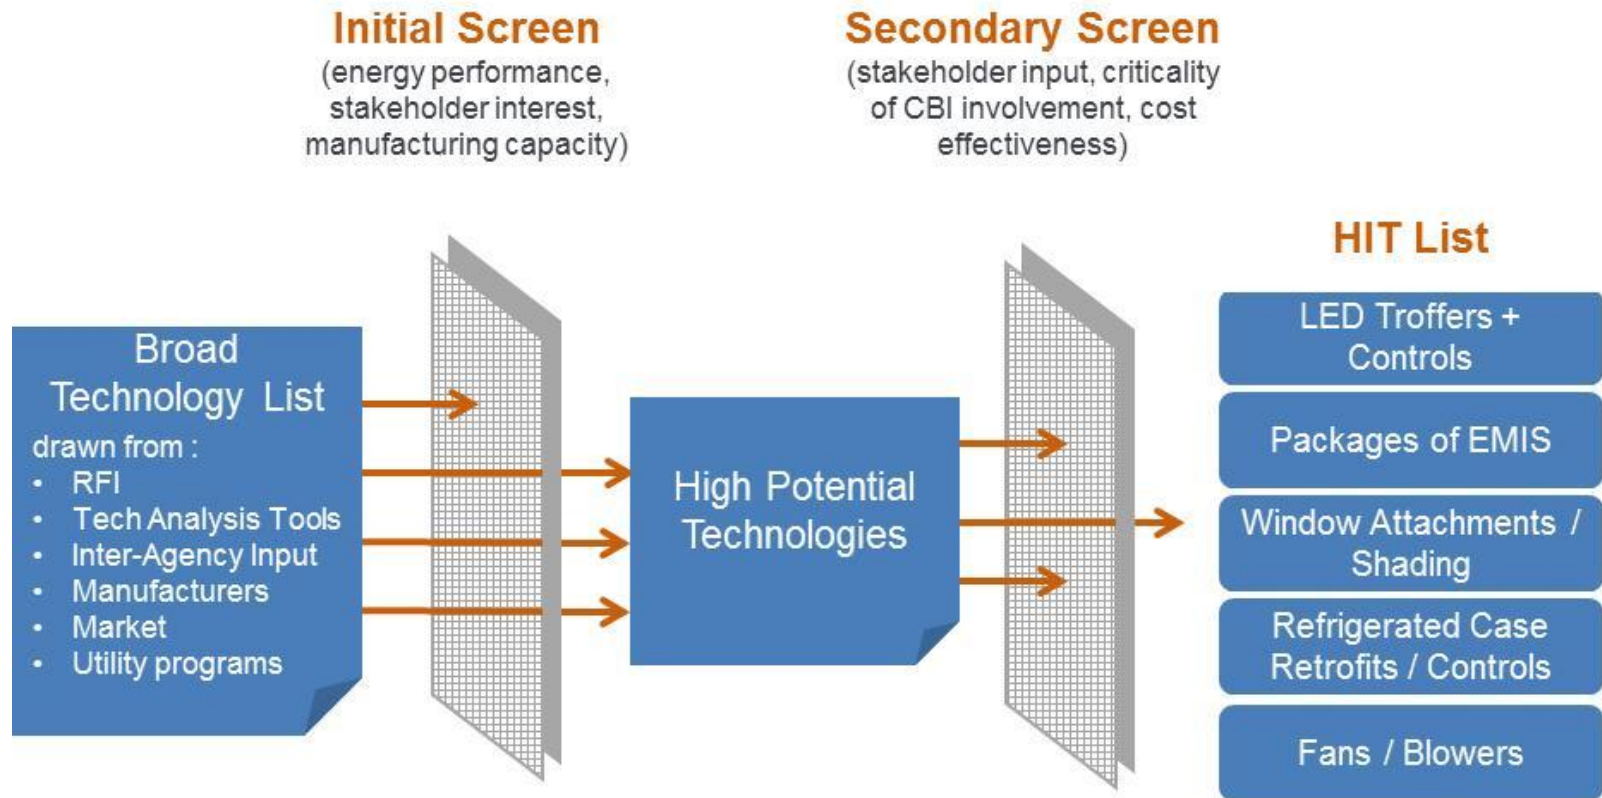 Initial Screen
(energy performance,
stakeholder interest,
manufacturing capacity)
Secondary Screen
(stakeholder input, criticality
of CBI involvement, cost
effectiveness)
Broad
Technology List
drawn from :
• RFI
• Tech Analysis Tools
• Inter-Agency Input
• Manufacturers
• Market
• Utility programs
High Potential
Technologies
HIT List
LED Troffers +
Controls
Packages of EMIS
Window Attachments /
Shading
Refrigerated Case
Retrofits / Controls
Fans / Blowers